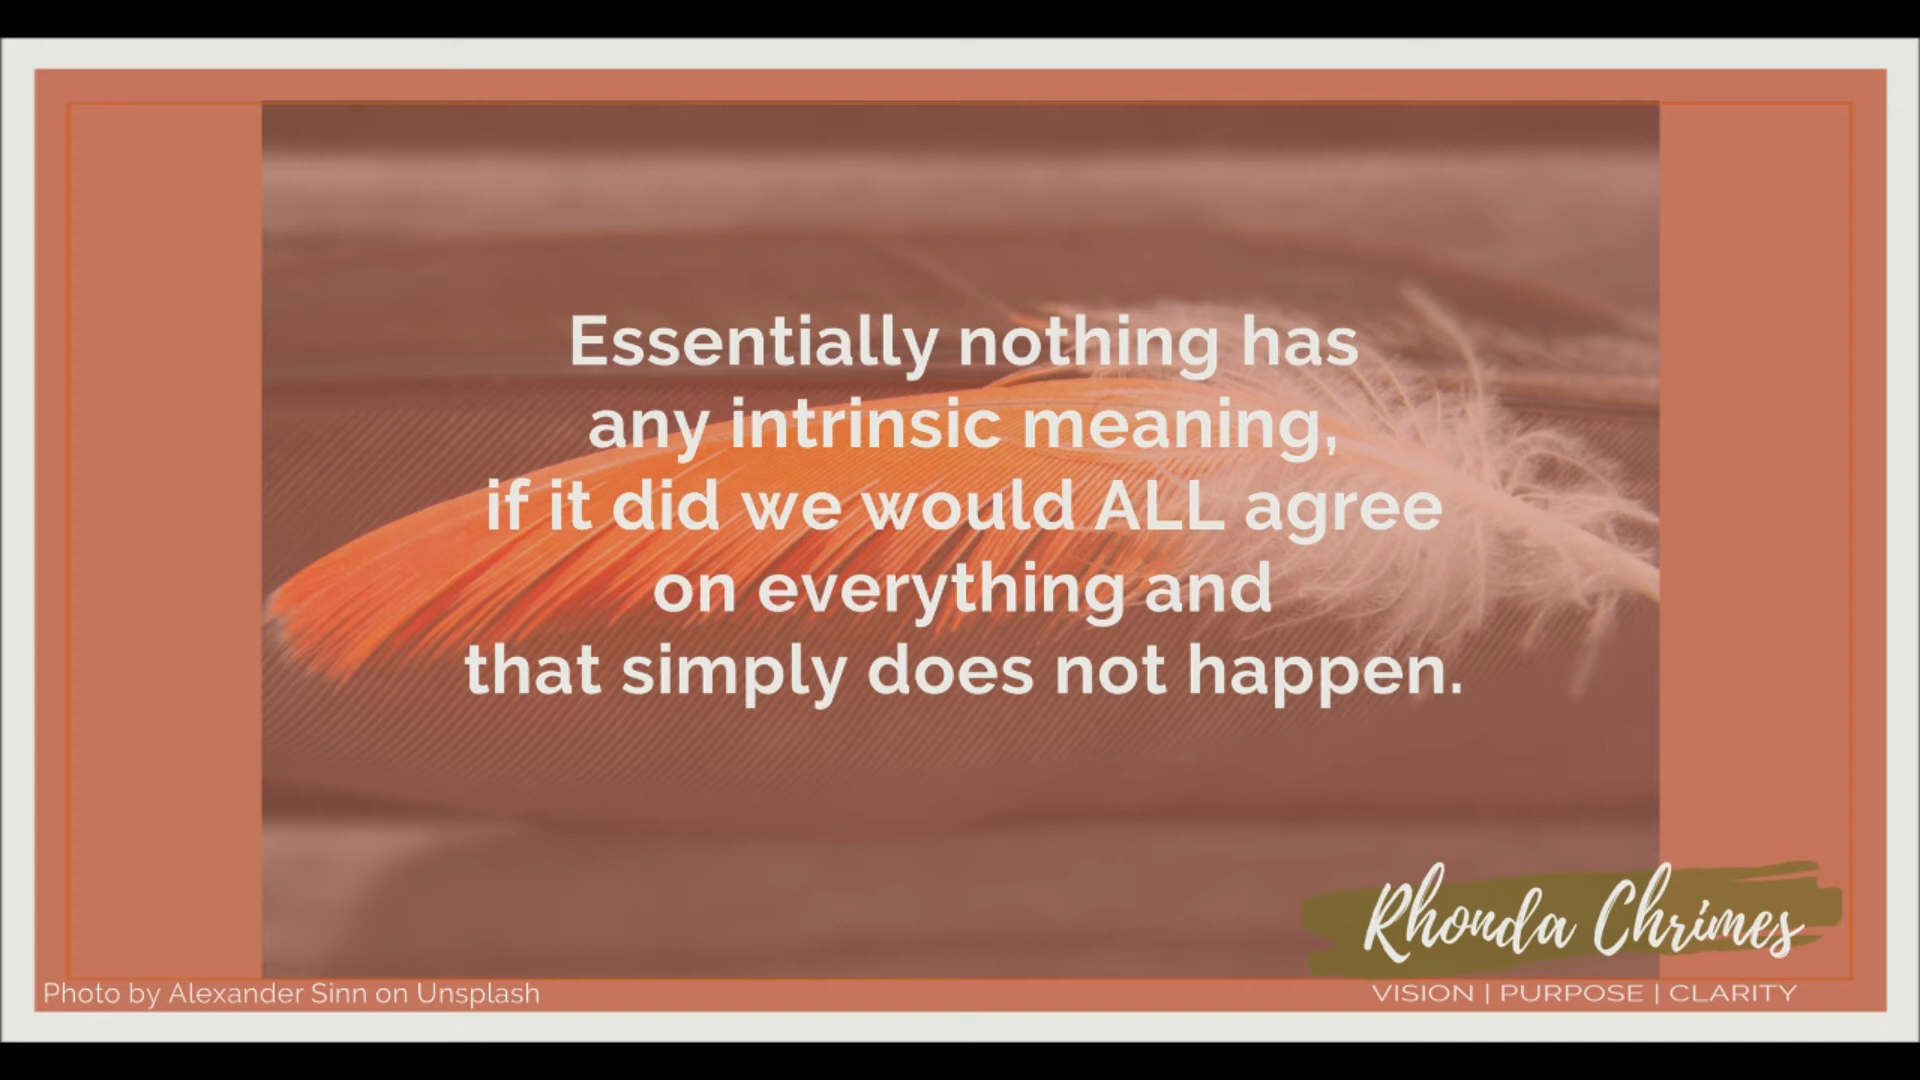 Essentially nothing has
any intrinsic meaning,
if it did we would ALL agree
on everything and
that simply does not happen.
Rhonda Chrimes
VISION | PURPOSE | CLARITY
Photo by Alexander Sinn on Unsplash